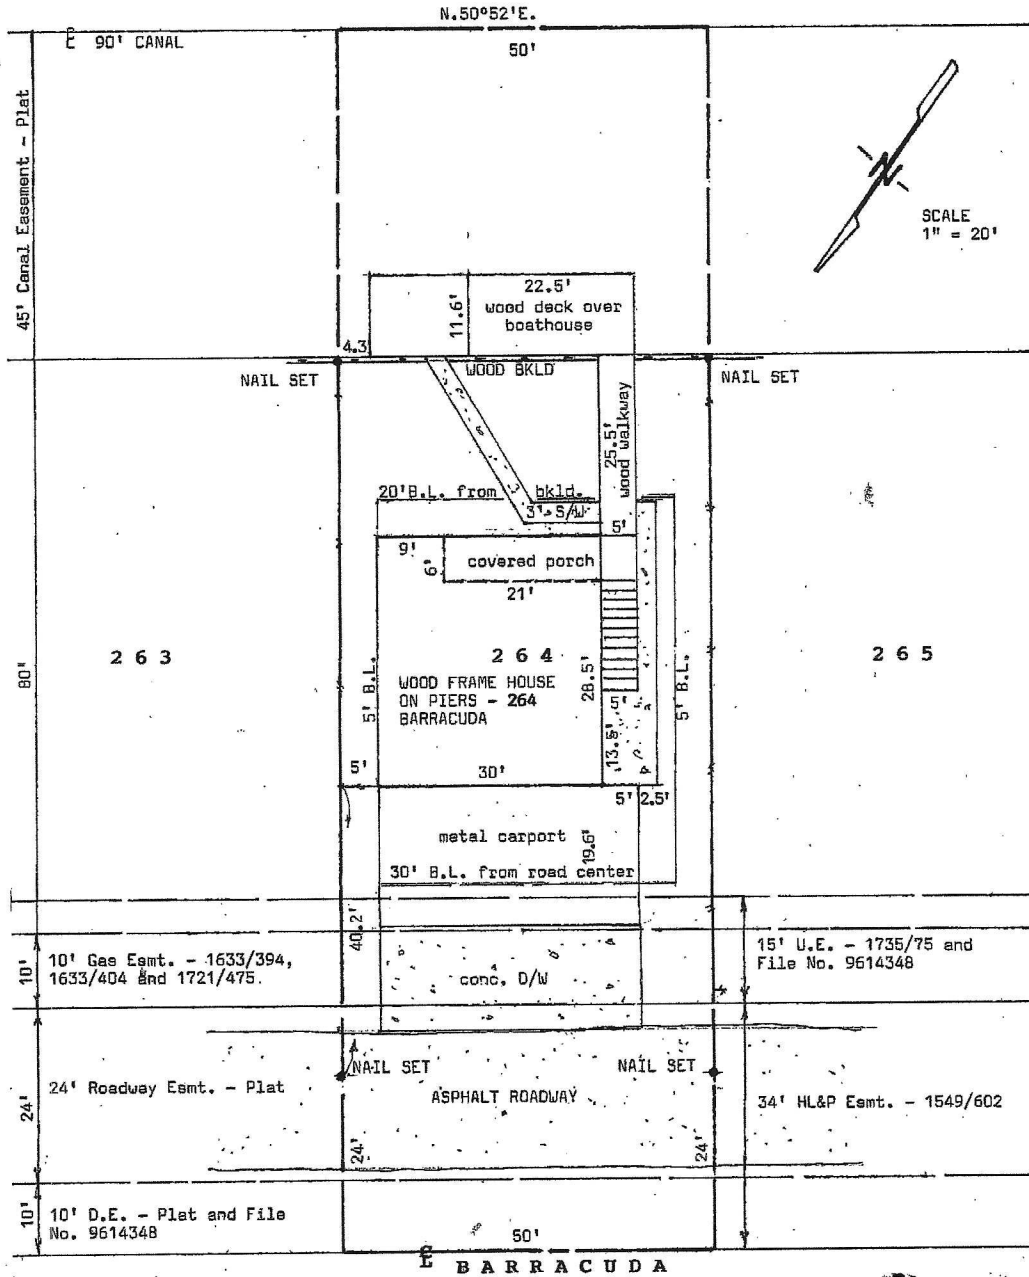 N.50°52'E.
℄ 90' CANAL
50'
45' Canal Easement - Plat
SCALE
1" = 20'
22.5'
wood deck over
boathouse
11.6'
4.3
NAIL SET
WOOD BKLD
NAIL SET
25.5'
wood walkway
20'B.L. from bkld.
3' S/W
5'
9'
6'
covered porch
21'
263
264
265
80'
WOOD FRAME HOUSE
ON PIERS - 264
BARRACUDA
28.5'
5' B.L.
5' B.L.
5'
13.5'
5'
30'
5' 2.5'
metal carport
19.6'
30' B.L. from road center
40.2'
10'
10' Gas Esmt. - 1633/394,
1633/404 & 1721/475.
conc. D/W
15' U.E. - 1735/75 and
File No. 9614348
NAIL SET
NAIL SET
24'
24' Roadway Esmt. - Plat
ASPHALT ROADWAY
34' HL&P Esmt. - 1549/602
24'
24'
10'
10' D.E. - Plat and File
No. 9614348
50'
℄ BARRACUDA